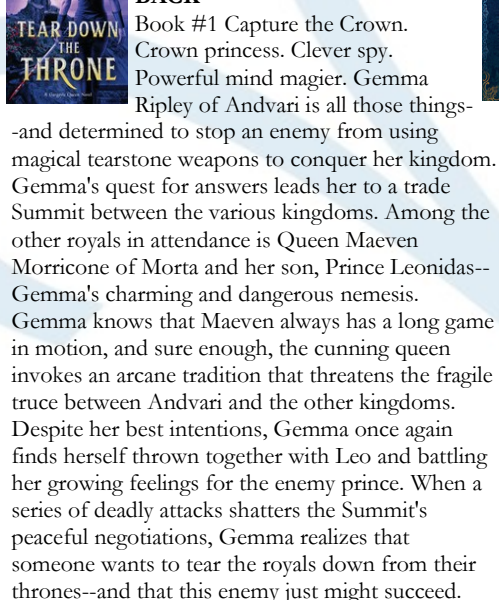 BACK
TEAR DOWN
THE
THRONE
Book #1 Capture the Crown.
Crown princess. Clever spy.
Powerful mind magier. Gemma
Ripley of Andvari is all those things-
-and determined to stop an enemy from using
magical tearstone weapons to conquer her kingdom.
Gemma's quest for answers leads her to a trade
Summit between the various kingdoms. Among the
other royals in attendance is Queen Maeven
Morricone of Morta and her son, Prince Leonidas--
Gemma's charming and dangerous nemesis.
Gemma knows that Maeven always has a long game
in motion, and sure enough, the cunning queen
invokes an arcane tradition that threatens the fragile
truce between Andvari and the other kingdoms.
Despite her best intentions, Gemma once again
finds herself thrown together with Leo and battling
her growing feelings for the enemy prince. When a
series of deadly attacks shatters the Summit's
peaceful negotiations, Gemma realizes that
someone wants to tear the royals down from their
thrones--and that this enemy just might succeed.